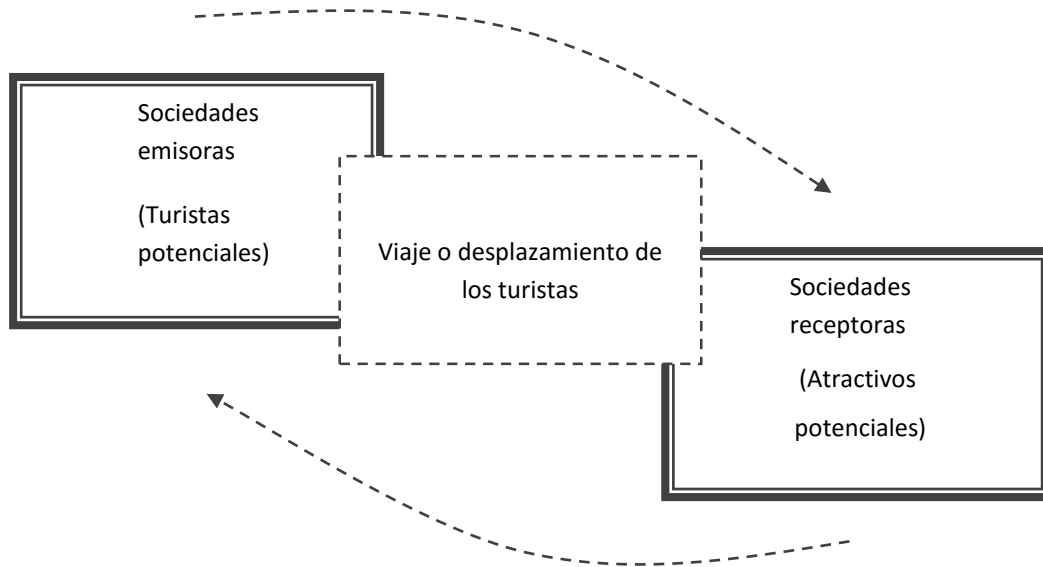 Sociedades
emisoras
(Turistas
potenciales)
Viaje o desplazamiento de
los turistas
Sociedades
receptoras
(Atractivos
potenciales)